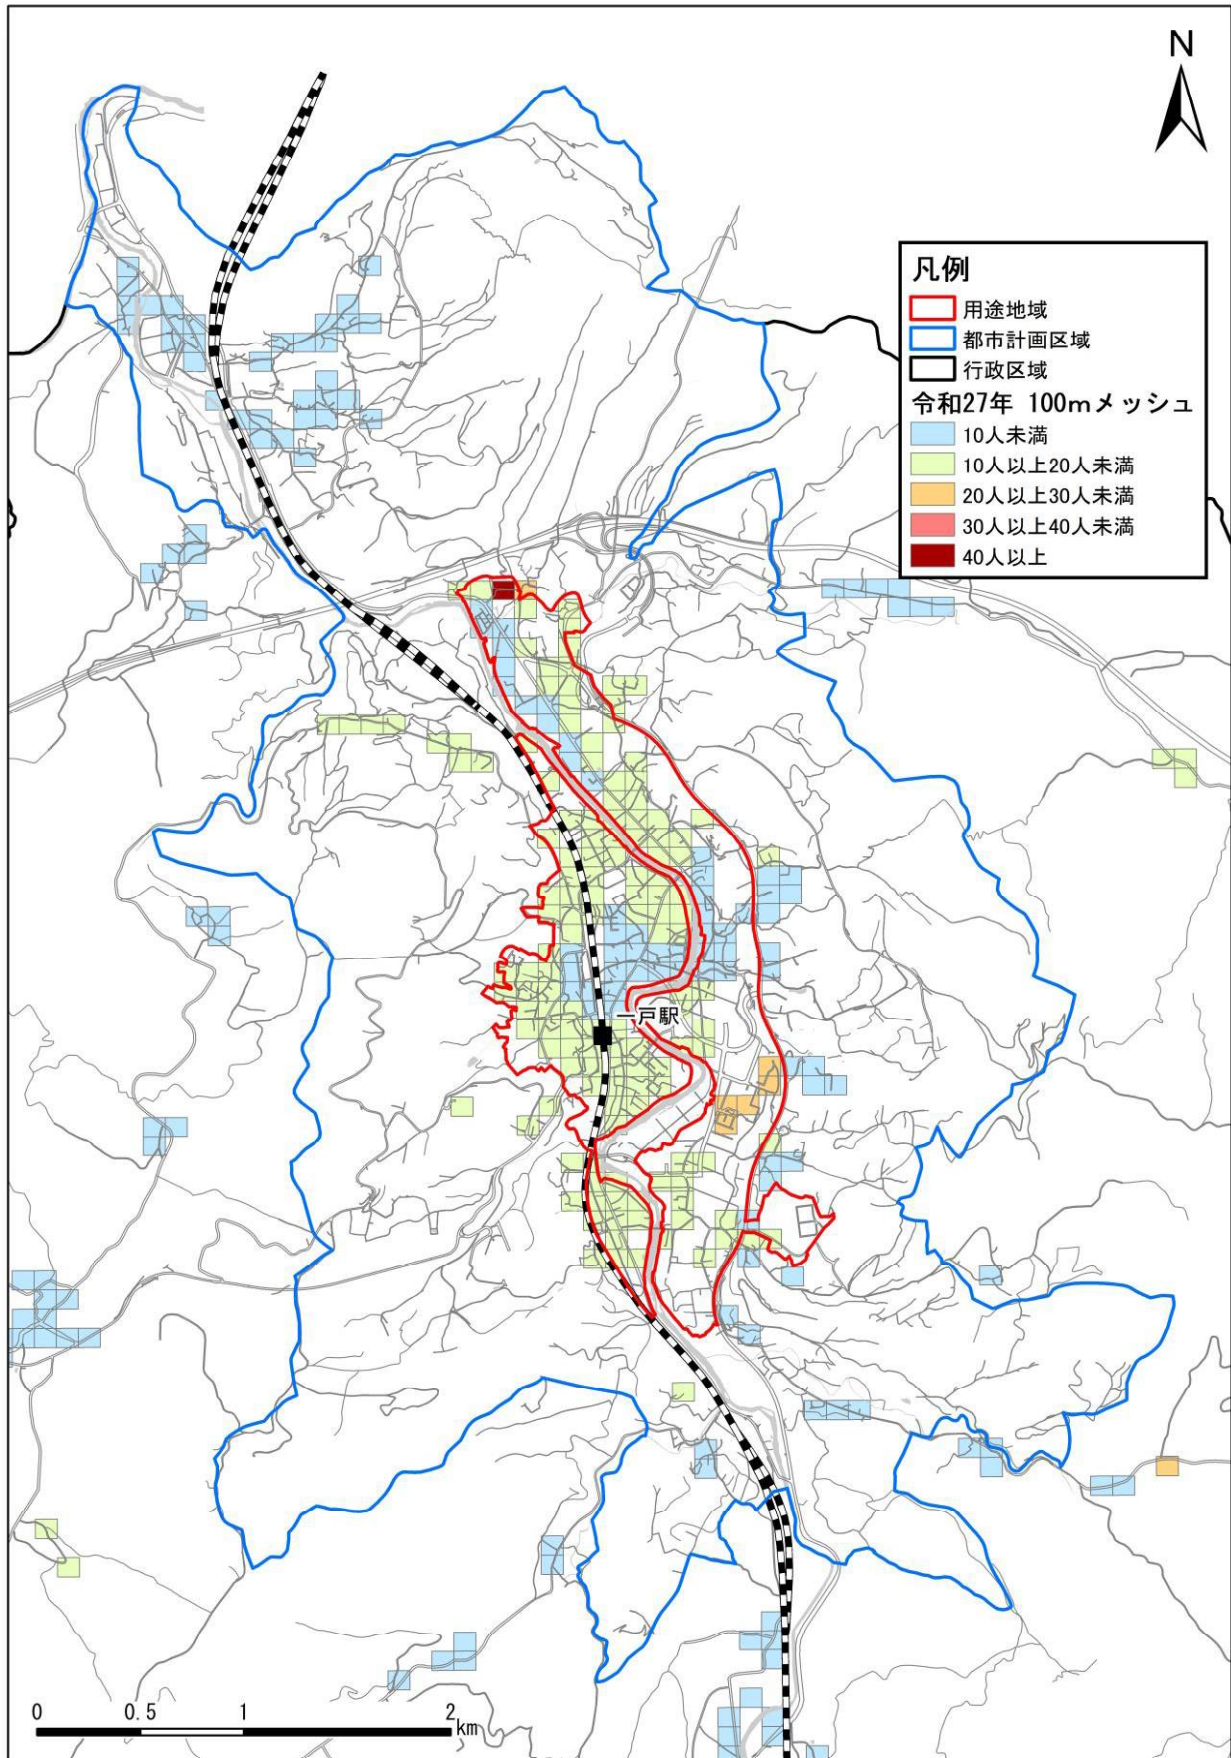 N
凡例
用途地域
都市計画区域
行政区域
令和27年 100mメッシュ
10人未満
10人以上20人未満
20人以上30人未満
30人以上40人未満
40人以上
一戸駅
0 0.5 1 2
km